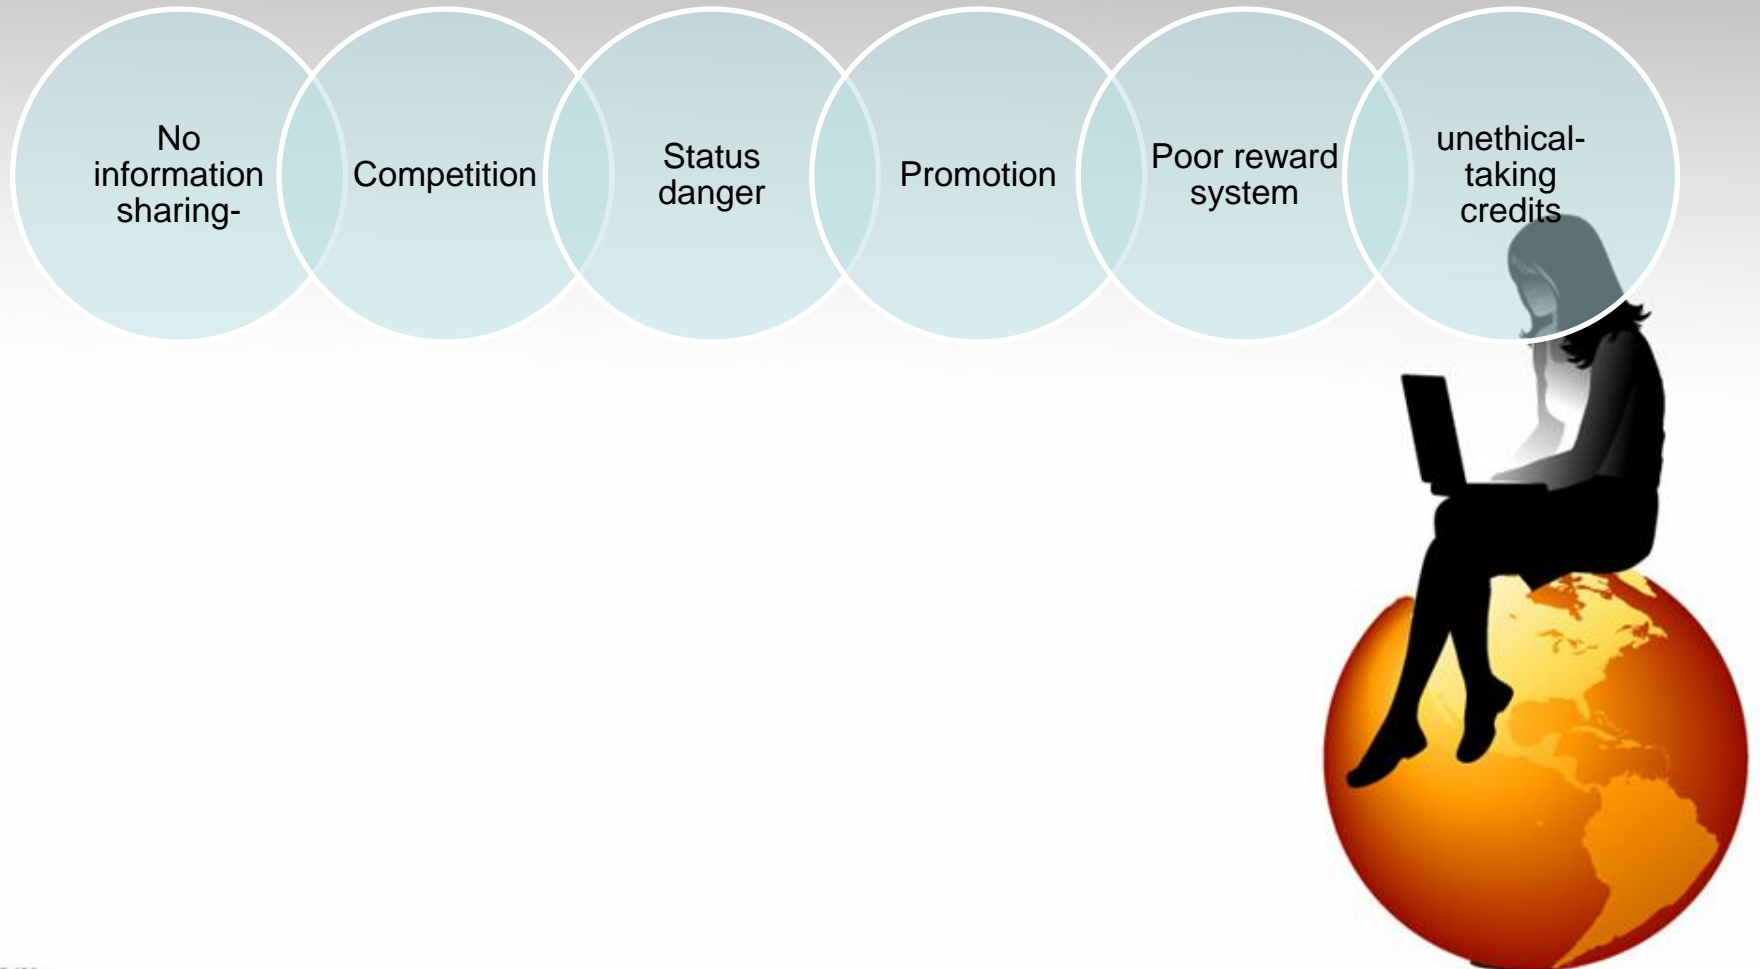 No
information
sharing-
Competition
Status
danger
Promotion
Poor reward
system
unethical-
taking
credits